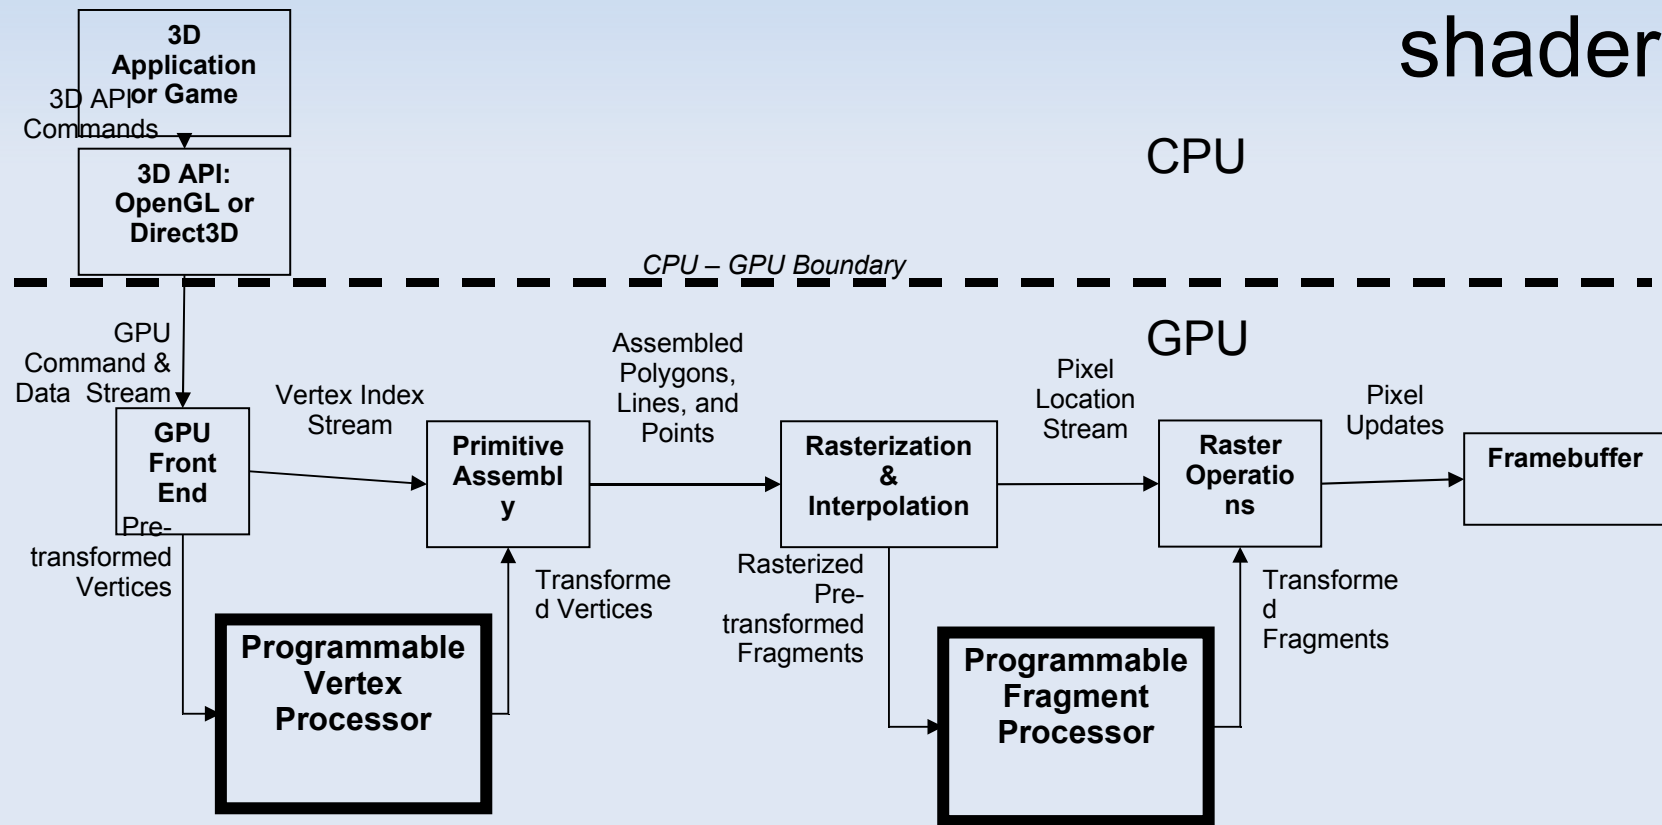 shader
3D
Application
or Game
3D API
Commands
3D API:
OpenGL or
Direct3D
CPU
CPU – GPU Boundary
GPU
GPU
Command &
Data Stream
GPU
Front
End
Vertex Index
Stream
Primitive
Assembl
y
Assembled
Polygons,
Lines, and
Points
Rasterization
&
Interpolation
Pixel
Location
Stream
Raster
Operatio
ns
Pixel
Updates
Framebuffer
Pre-
transformed
Vertices
Programmable
Vertex
Processor
Transforme
d Vertices
Rasterized
Pre-
transformed
Fragments
Programmable
Fragment
Processor
Transforme
d
Fragments